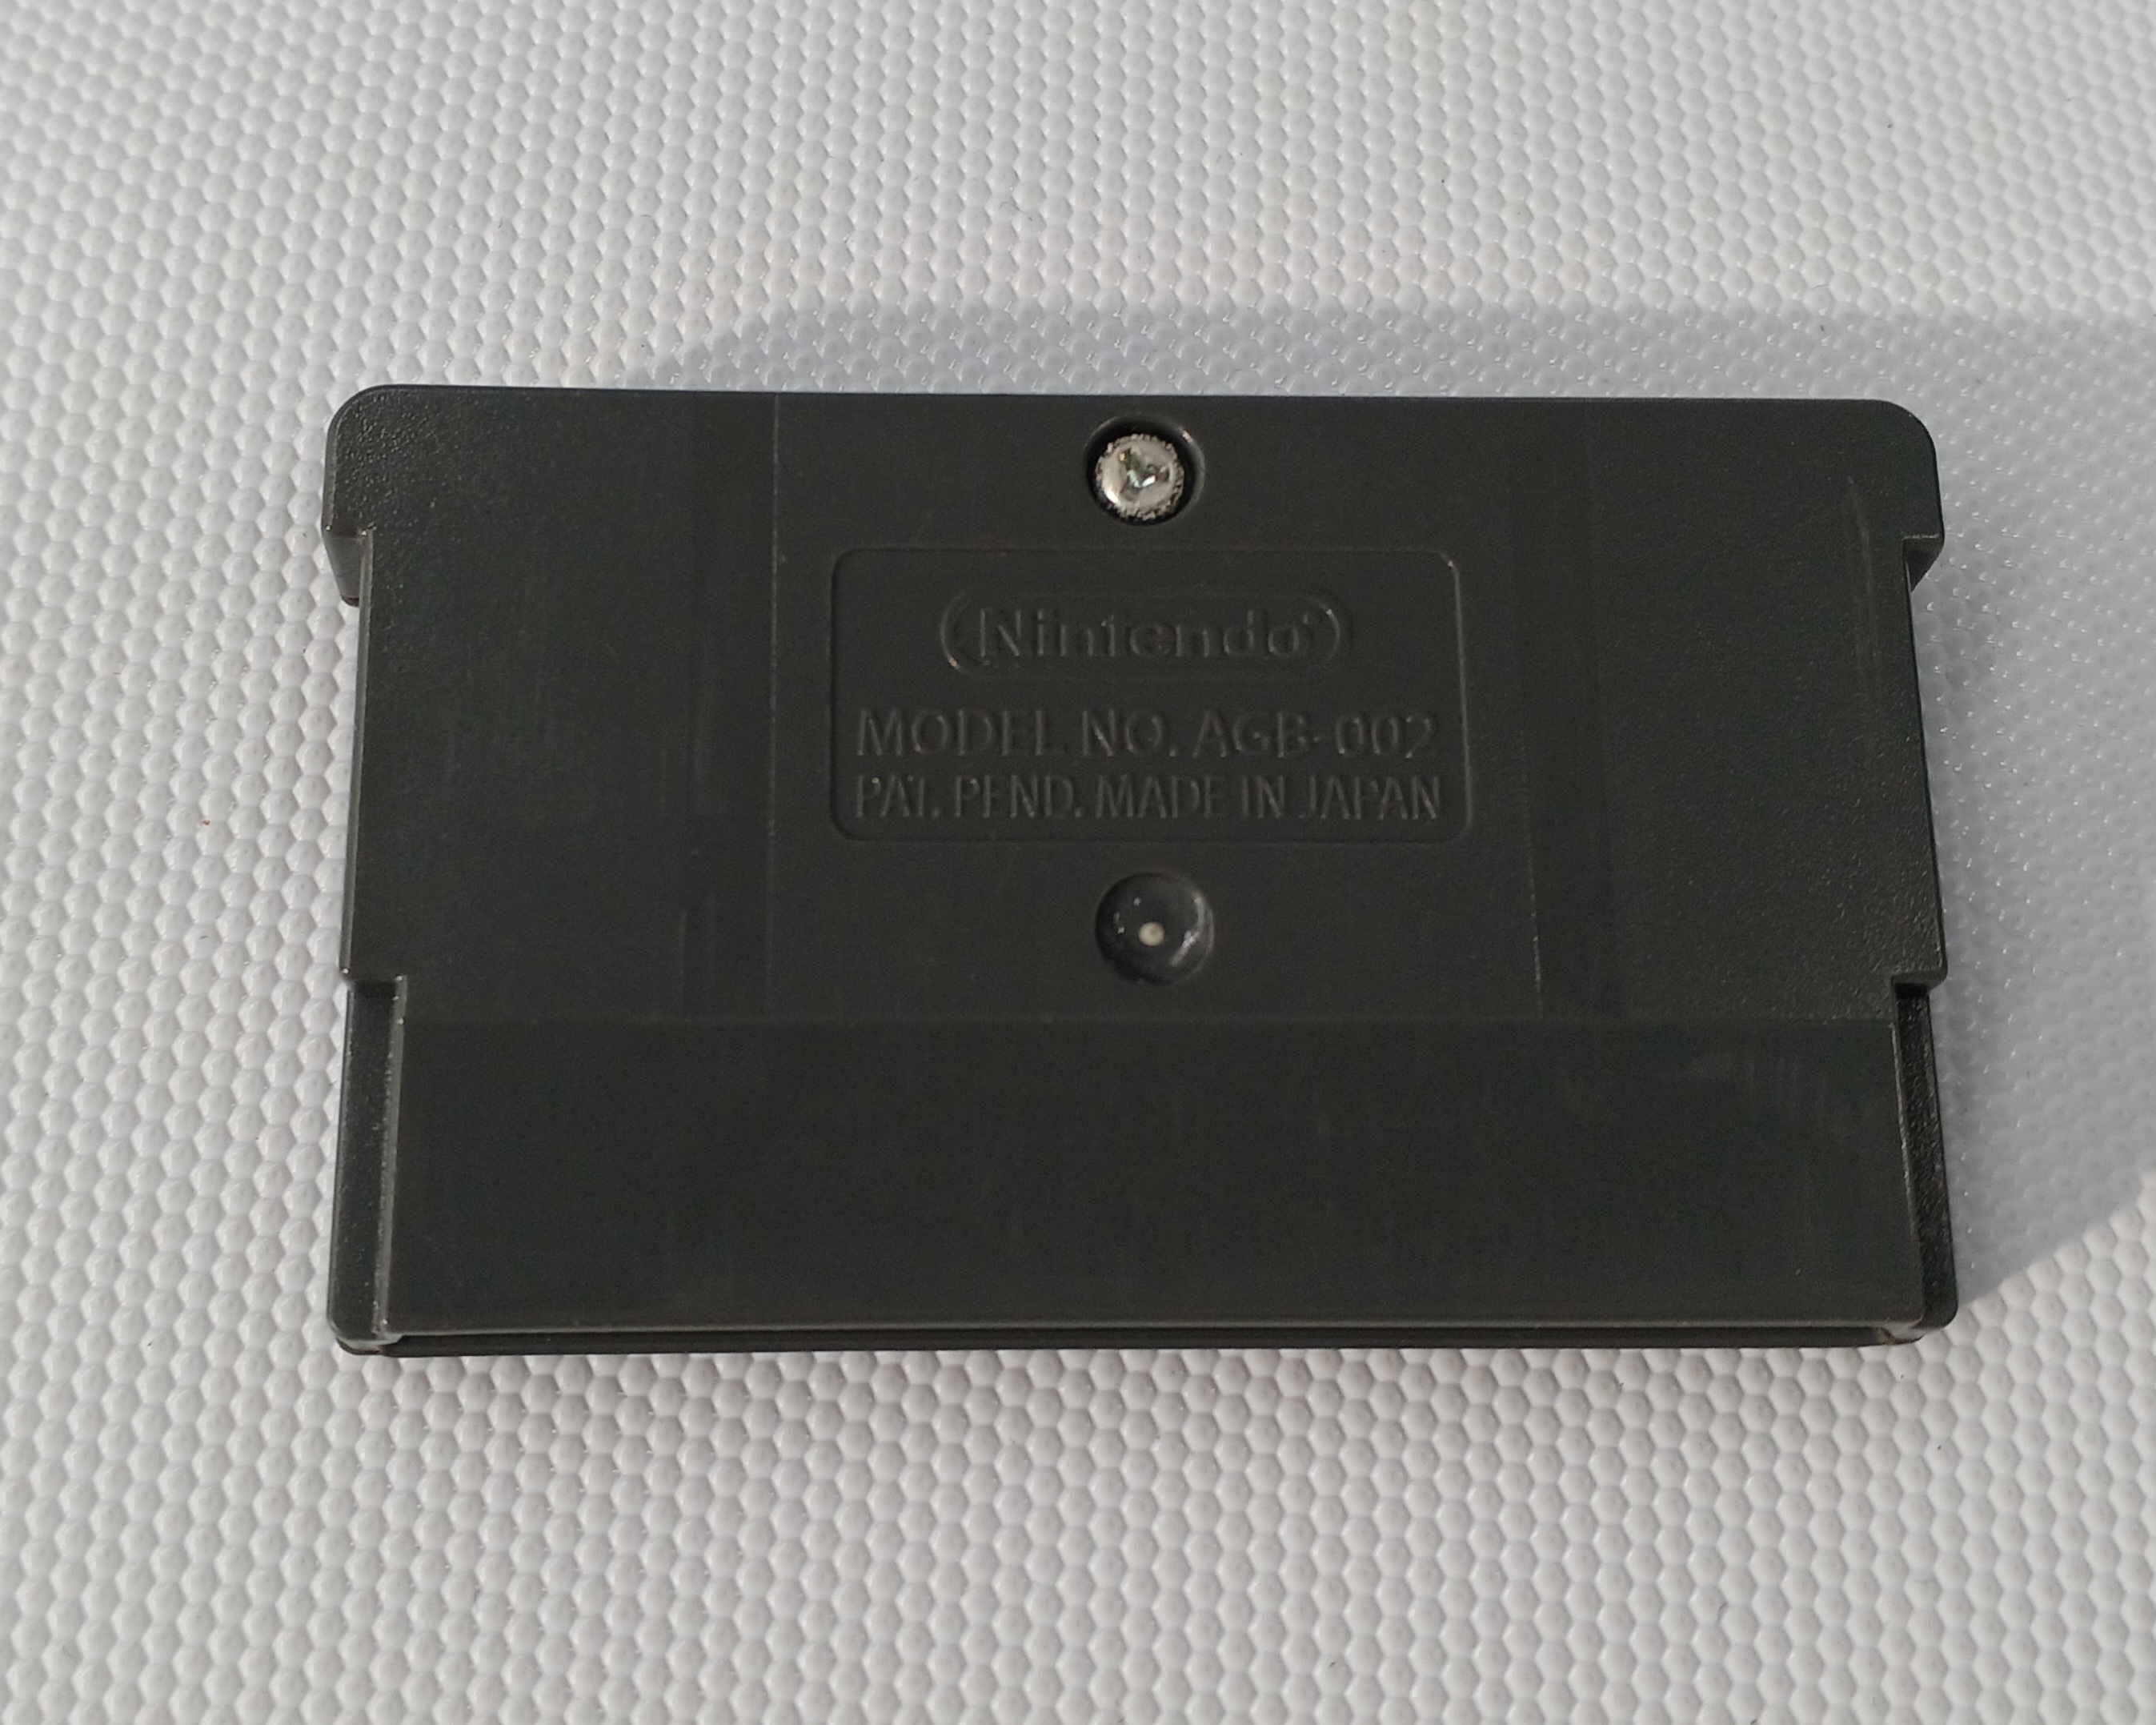 Nintendo®
MODEL NO. AGB-002
PAT. PEND. MADE IN JAPAN